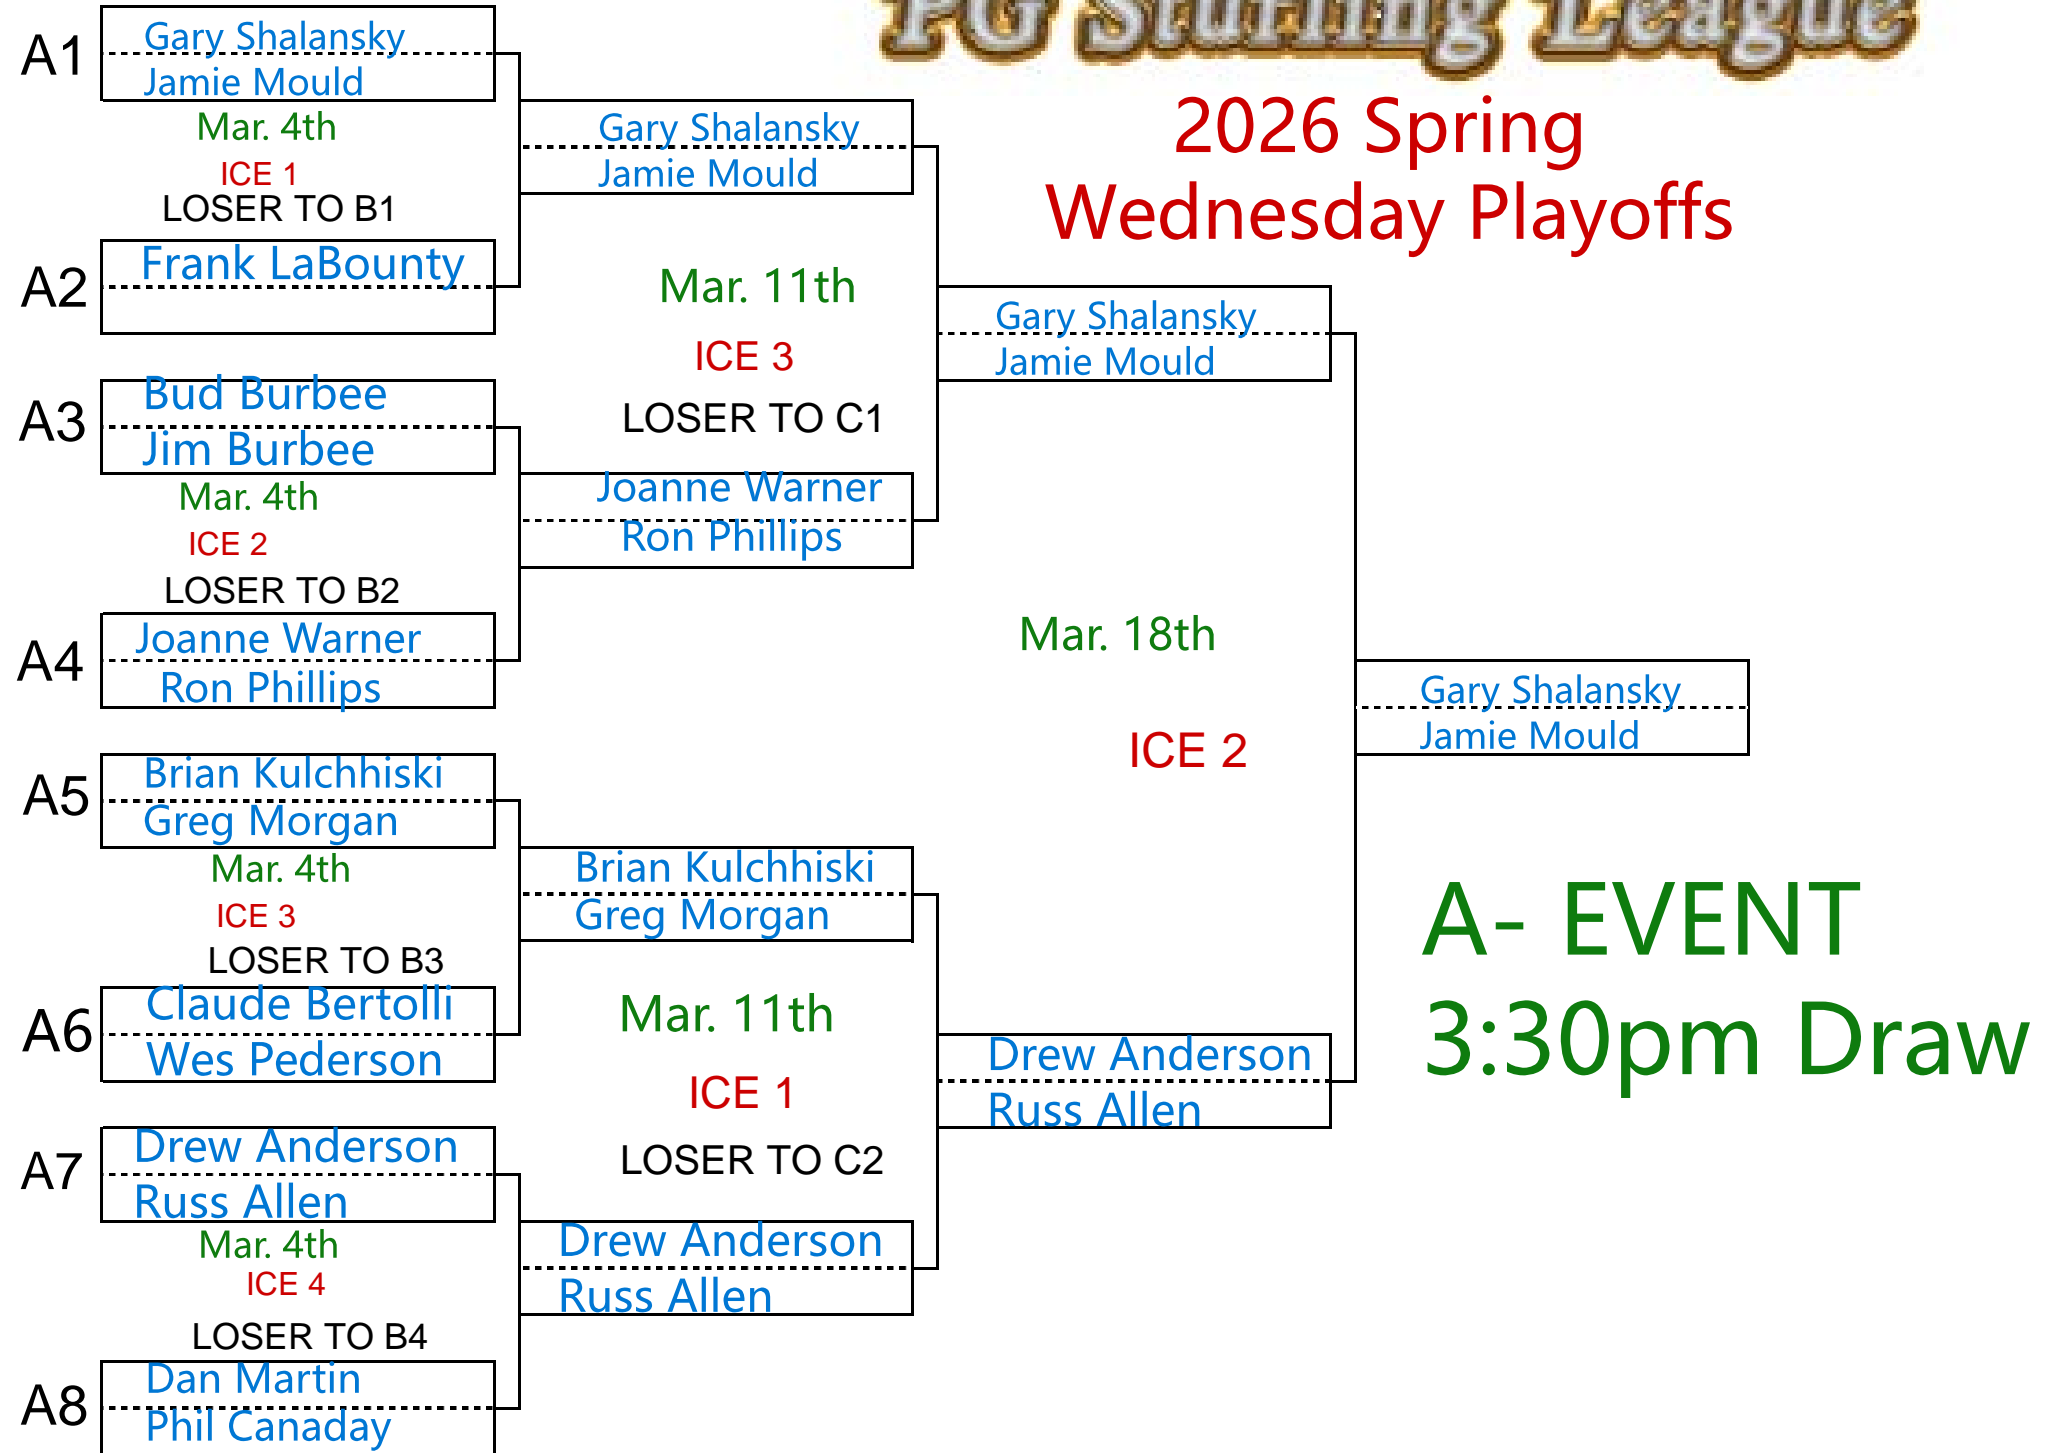 PG Sturling League
2026 Spring
Wednesday Playoffs
A1
Gary Shalansky
Jamie Mould
Mar. 4th
ICE 1
LOSER TO B1
A2
Frank LaBounty
A3
Bud Burbee
Jim Burbee
Mar. 4th
ICE 2
LOSER TO B2
A4
Joanne Warner
Ron Phillips
A5
Brian Kulchhiski
Greg Morgan
Mar. 4th
ICE 3
LOSER TO B3
A6
Claude Bertolli
Wes Pederson
A7
Drew Anderson
Russ Allen
Mar. 4th
ICE 4
LOSER TO B4
A8
Dan Martin
Phil Canaday
Gary Shalansky
Jamie Mould
Mar. 11th
ICE 3
LOSER TO C1
Joanne Warner
Ron Phillips
Brian Kulchhiski
Greg Morgan
Mar. 11th
ICE 1
LOSER TO C2
Drew Anderson
Russ Allen
Gary Shalansky
Jamie Mould
Mar. 18th
ICE 2
Drew Anderson
Russ Allen
Gary Shalansky
Jamie Mould
A- EVENT
3:30pm Draw